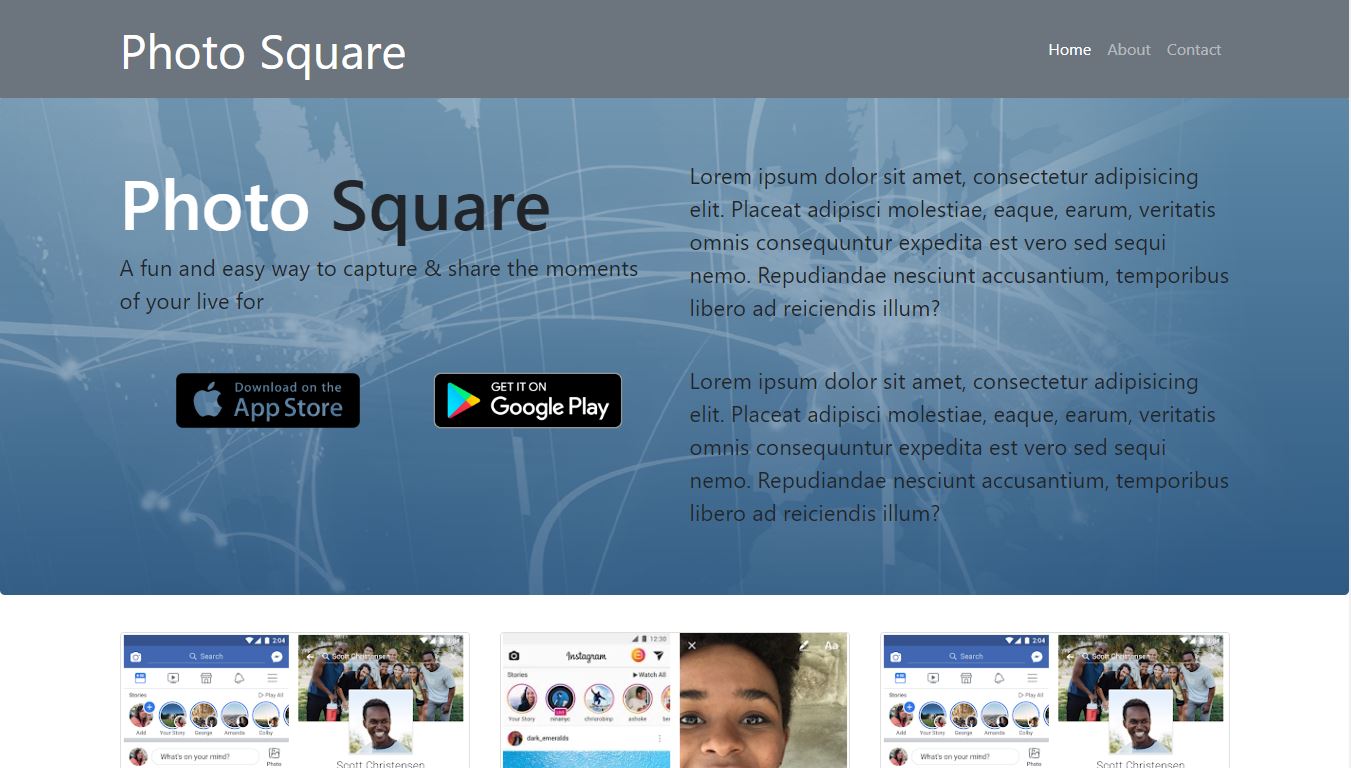 Photo Square
Home About Contact
Photo Square
A fun and easy way to capture & share the moments
of your live for
Download on the
App Store
GET IT ON
Google Play
Lorem ipsum dolor sit amet, consectetur adipisicing
elit. Placeat adipisci molestiae, eaque, earum, veritatis
omnis consequuntur expedita est vero sed sequi
nemo. Repudiandae nesciunt accusantium, temporibus
libero ad reiciendis illum?
Lorem ipsum dolor sit amet, consectetur adipisicing
elit. Placeat adipisci molestiae, eaque, earum, veritatis
omnis consequuntur expedita est vero sed sequi
nemo. Repudiandae nesciunt accusantium, temporibus
libero ad reiciendis illum?
2:04
Search
Stories Play All
Add Your Story George Amanda Colby
What's on your mind?
Photo
2:04
Scott Christensen
Scott Christensen
12:30
Instagram
Stories Watch All
Your Story ninanyc chrisrobinp ashoke
dark_emeralds
Aa
2:04
Search
Stories Play All
Add Your Story George Amanda Colby
What's on your mind?
Photo
2:04
Scott Christensen
Scott Christensen